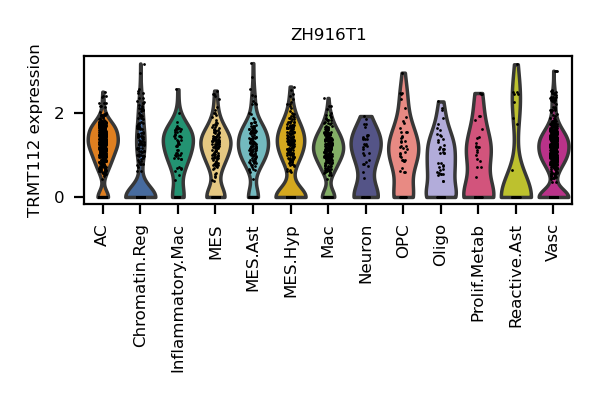 ZH916T1
TRMT112 expression
2
0
AC
Chromatin.Reg
Inflammatory.Mac
MES
MES.Ast
MES.Hyp
Mac
Neuron
OPC
Oligo
Prolif.Metab
Reactive.Ast
Vasc